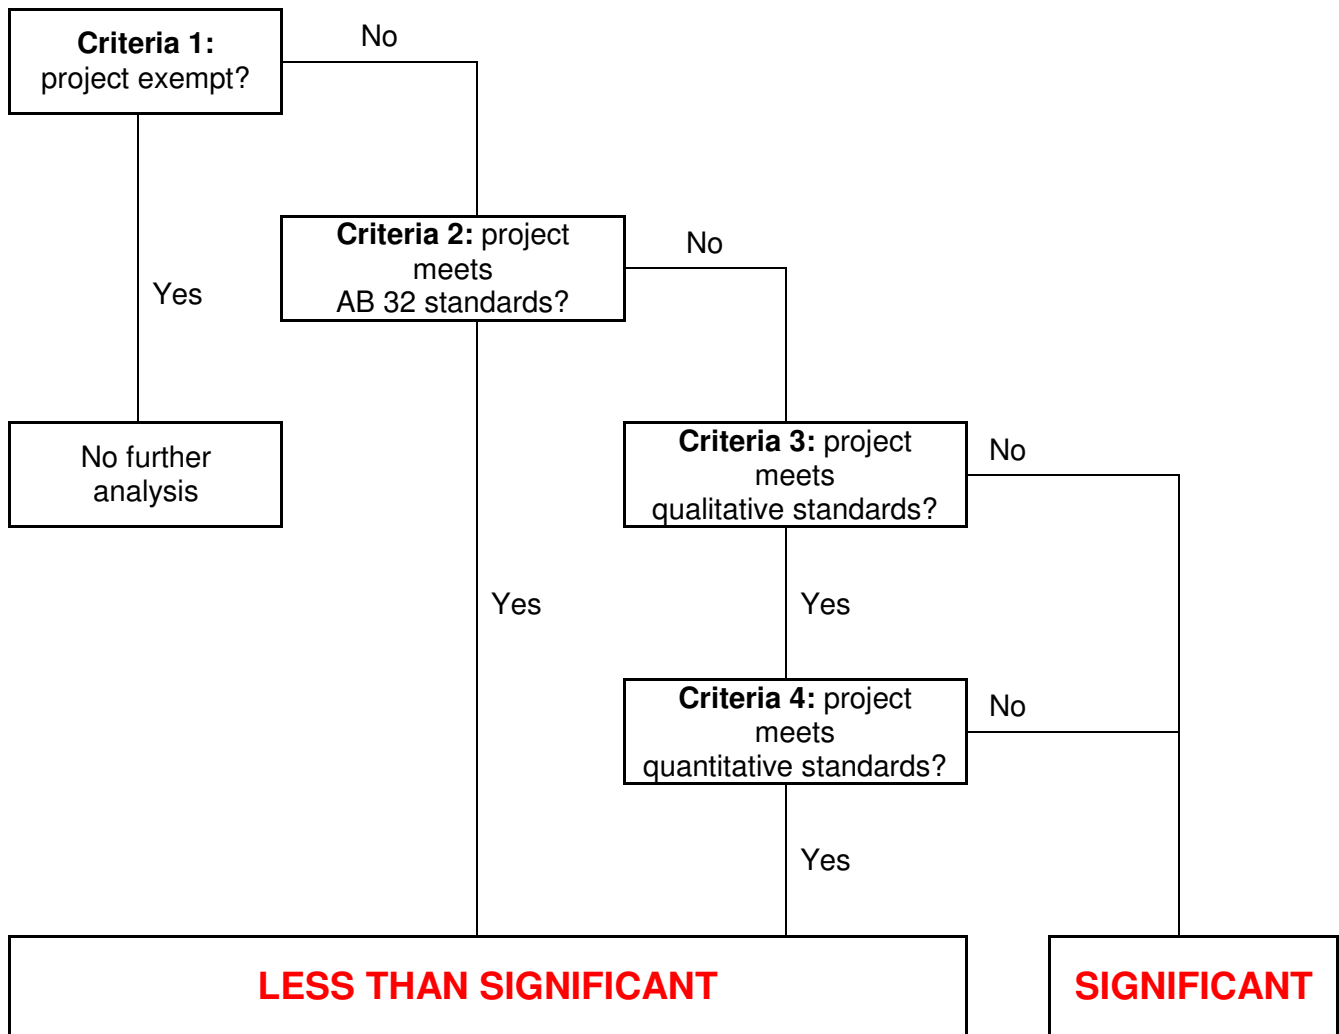 Criteria 1:
project exempt?
No
Criteria 2: project
meets
AB 32 standards?
No
Yes
No further
analysis
Criteria 3: project
meets
qualitative standards?
No
Yes
Yes
Criteria 4: project
meets
quantitative standards?
No
Yes
LESS THAN SIGNIFICANT
SIGNIFICANT